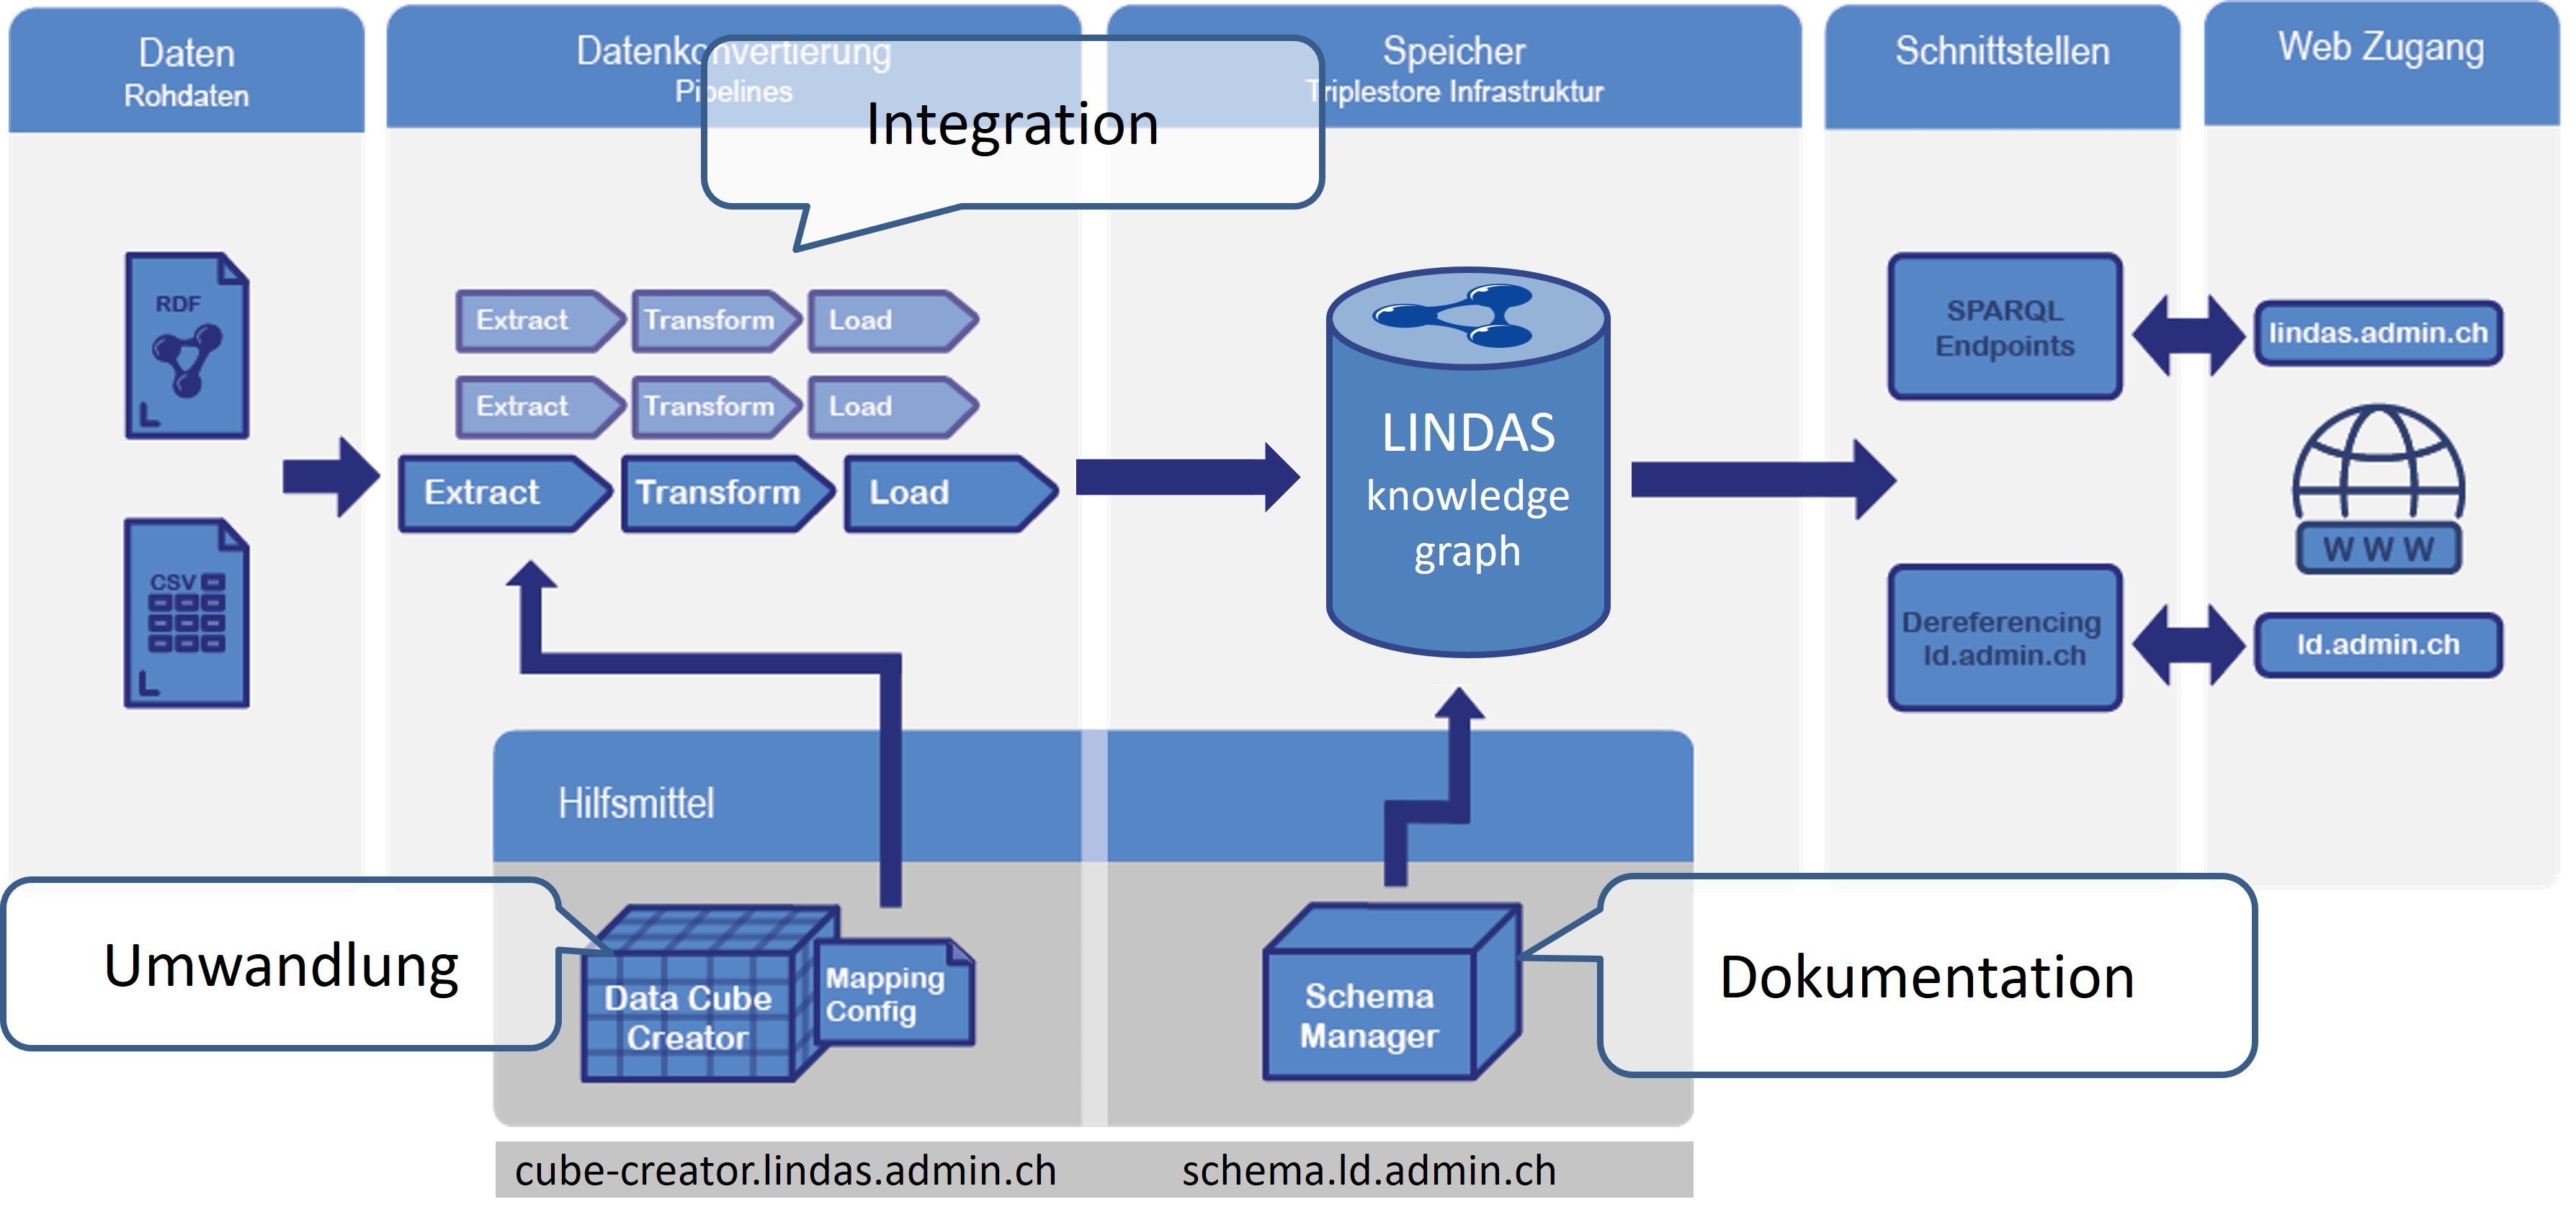 Daten
Rohdaten
Datenkonvertierung
Pipelines
Speicher
Triplestore Infrastruktur
Schnittstellen
Web Zugang
Integration
RDF
CSV
Extract
Transform
Load
Extract
Transform
Load
Extract
Transform
Load
LINDAS
knowledge
graph
SPARQL
Endpoints
lindas.admin.ch
WWW
Dereferencing
ld.admin.ch
ld.admin.ch
Hilfsmittel
Umwandlung
Data Cube
Creator
Mapping
Config
Schema
Manager
Dokumentation
cube-creator.lindas.admin.ch
schema.ld.admin.ch